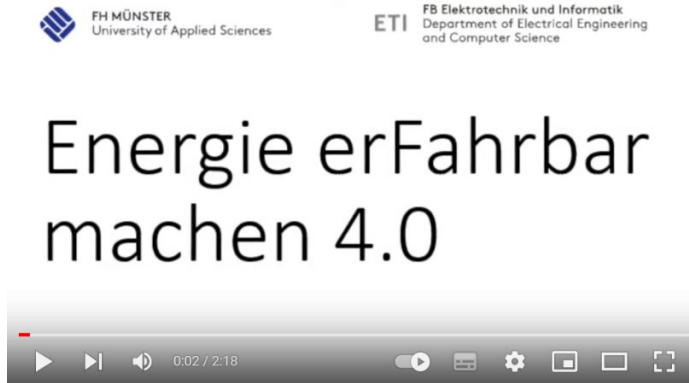 FH MÜNSTER
University of Applied Sciences
ETI
FB Elektrotechnik und Informatik
Department of Electrical Engineering
and Computer Science
Energie erFahrbar
machen 4.0
0:02 / 2:18